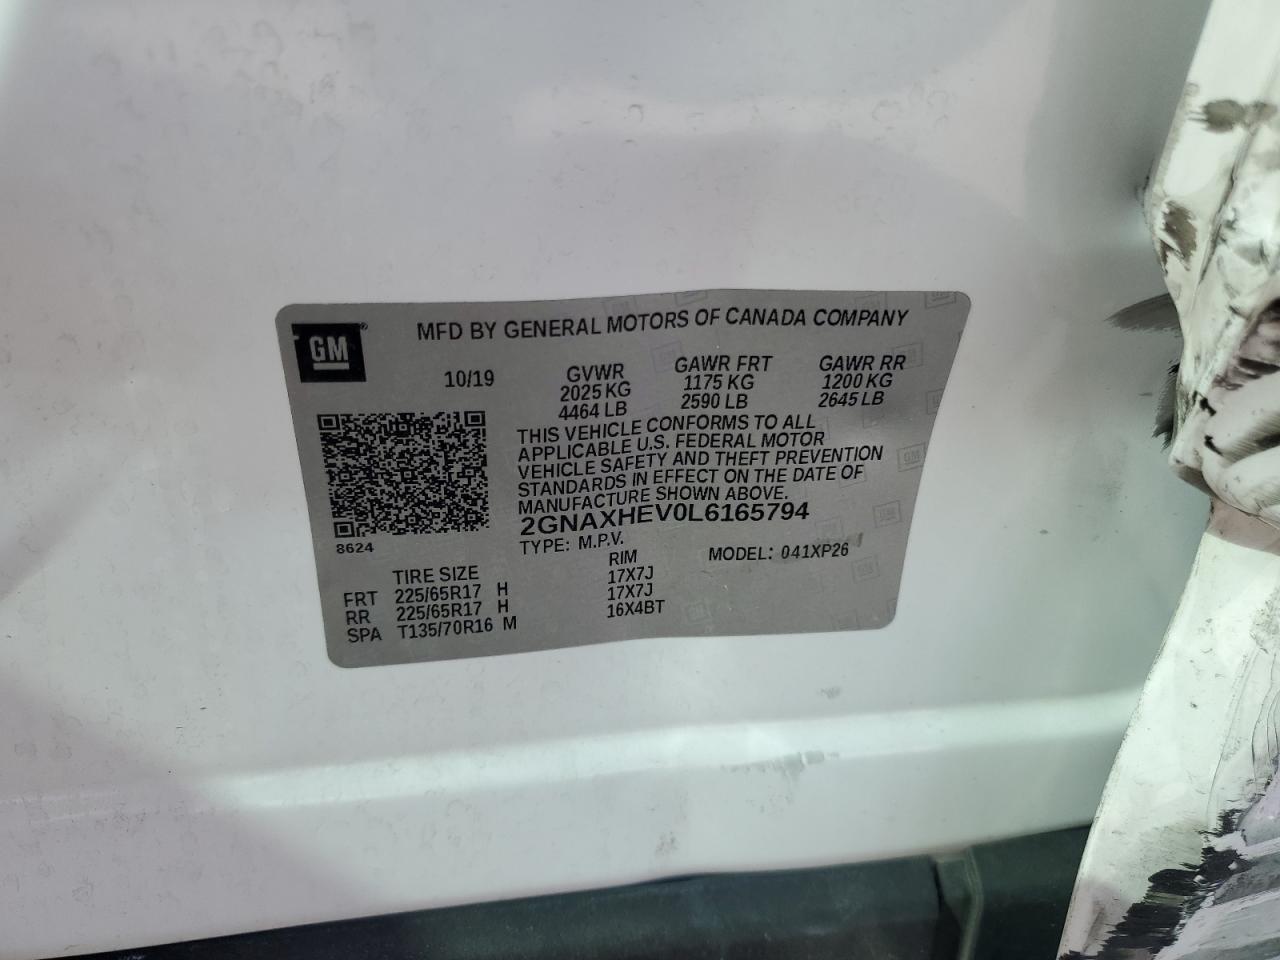 GM
MFD BY GENERAL MOTORS OF CANADA COMPANY
10/19
GVWR GAWR FRT GAWR RR
2025 KG 1175 KG 1200 KG
4464 LB 2590 LB 2645 LB
THIS VEHICLE CONFORMS TO ALL
APPLICABLE U.S. FEDERAL MOTOR
VEHICLE SAFETY AND THEFT PREVENTION
STANDARDS IN EFFECT ON THE DATE OF
MANUFACTURE SHOWN ABOVE.
2GNAXHEV0L6165794
8624
TYPE: M.P.V. MODEL: 041XP26
TIRE SIZE RIM
FRT 225/65R17 H 17X7J
RR 225/65R17 H 17X7J
SPA T135/70R16 M 16X4BT